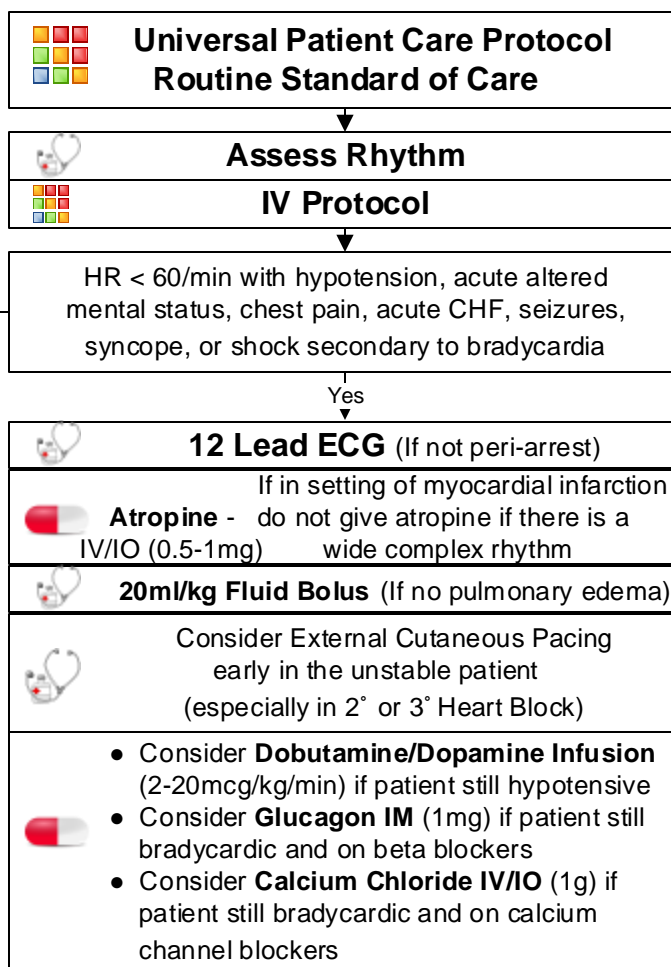 Universal Patient Care Protocol
Routine Standard of Care
Assess Rhythm
IV Protocol
HR < 60/min with hypotension, acute altered
mental status, chest pain, acute CHF, seizures,
syncope, or shock secondary to bradycardia
Yes
12 Lead ECG (If not peri-arrest)
Atropine -
IV/IO (0.5-1mg)
If in setting of myocardial infarction
do not give atropine if there is a
wide complex rhythm
20ml/kg Fluid Bolus (If no pulmonary edema)
Consider External Cutaneous Pacing
early in the unstable patient
(especially in 2˚ or 3˚ Heart Block)
● Consider Dobutamine/Dopamine Infusion
(2-20mcg/kg/min) if patient still hypotensive
● Consider Glucagon IM (1mg) if patient still
bradycardic and on beta blockers
● Consider Calcium Chloride IV/IO (1g) if
patient still bradycardic and on calcium
channel blockers